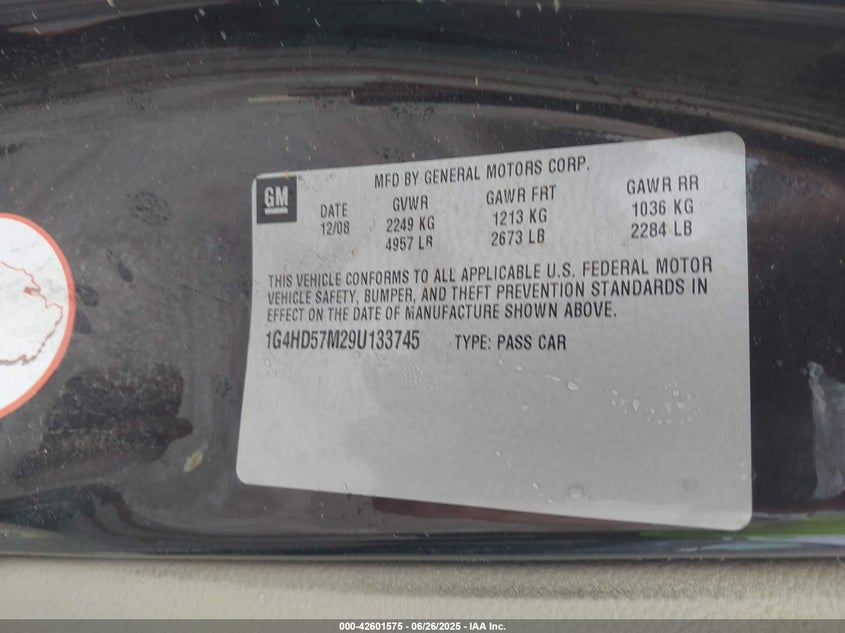 MFD BY GENERAL MOTORS CORP.
GM
DATE GVWR GAWR FRT GAWR RR
12/08 2249 KG 1213 KG 1036 KG
4957 LB 2673 LB 2284 LB
THIS VEHICLE CONFORMS TO ALL APPLICABLE U.S. FEDERAL MOTOR
VEHICLE SAFETY, BUMPER, AND THEFT PREVENTION STANDARDS IN
EFFECT ON THE DATE OF MANUFACTURE SHOWN ABOVE.
1G4HD57M29U133745 TYPE: PASS CAR
000-42601575 - 06/26/2025 - IAA Inc.